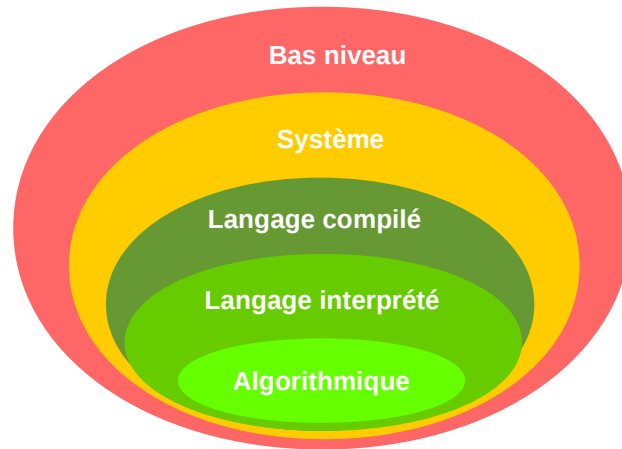 Bas niveau
Système
Langage compilé
Langage interprété
Algorithmique